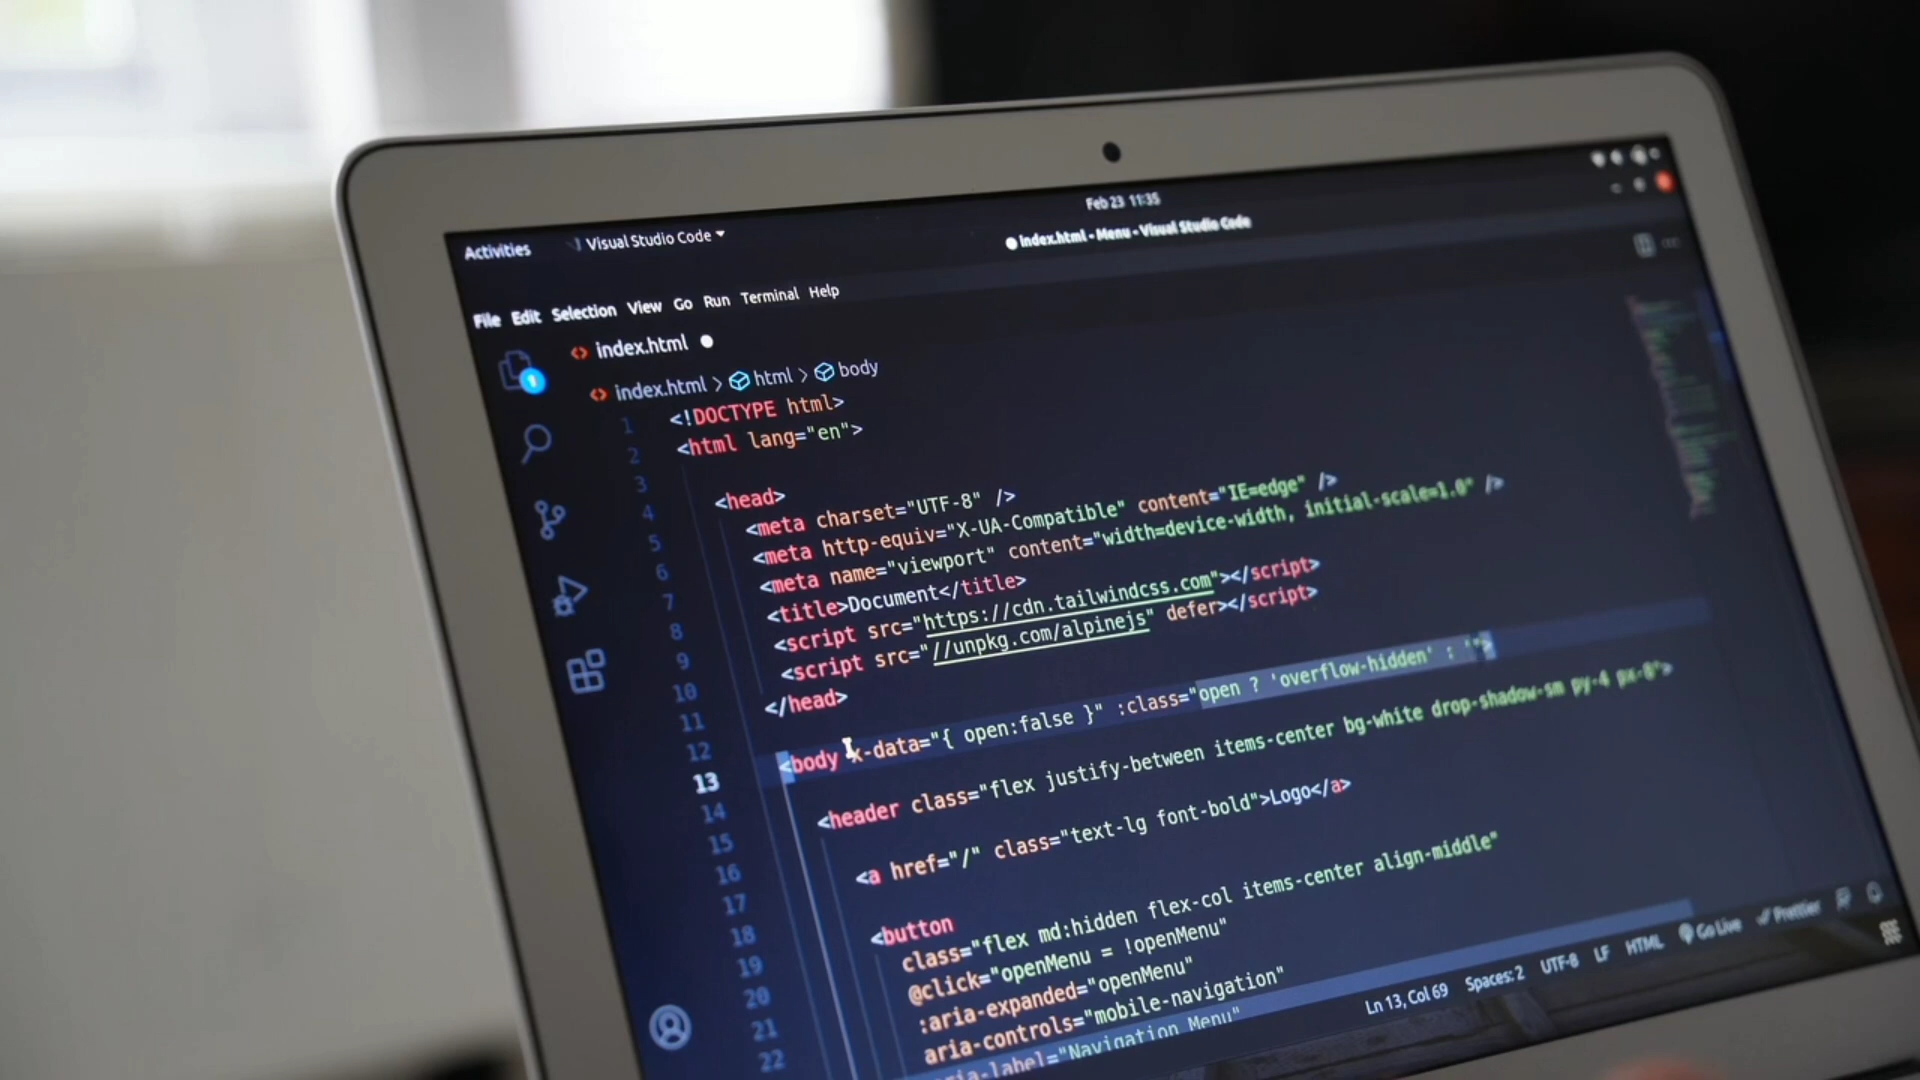 Feb 23 11:35
Activities Visual Studio Code
index.html - Menu - Visual Studio Code
File Edit Selection View Go Run Terminal Help
index.html
index.html > html > body
1 <!DOCTYPE html>
2 <html lang="en">
3
4 <head>
5 <meta charset="UTF-8" />
6 <meta http-equiv="X-UA-Compatible" content="IE=edge" />
7 <meta name="viewport" content="width=device-width, initial-scale=1.0" />
8 <title>Document</title>
9 <script src="https://cdn.tailwindcss.com"></script>
10 <script src="//unpkg.com/alpinejs" defer></script>
11 </head>
12
13 <body x-data="{ open:false }" :class="open ? 'overflow-hidden' : '">
14
15 <header class="flex justify-between items-center bg-white drop-shadow-sm py-4 px-8">
16
17 <a href="/" class="text-lg font-bold">Logo</a>
18
19 <button
20 class="flex md:hidden flex-col items-center align-middle"
21 @click="openMenu = !openMenu"
22 :aria-expanded="openMenu"
aria-controls="mobile-navigation"
aria-label="Navigation Menu"
Ln 13, Col 69 Spaces: 2 UTF-8 LF HTML Go Live Prettier